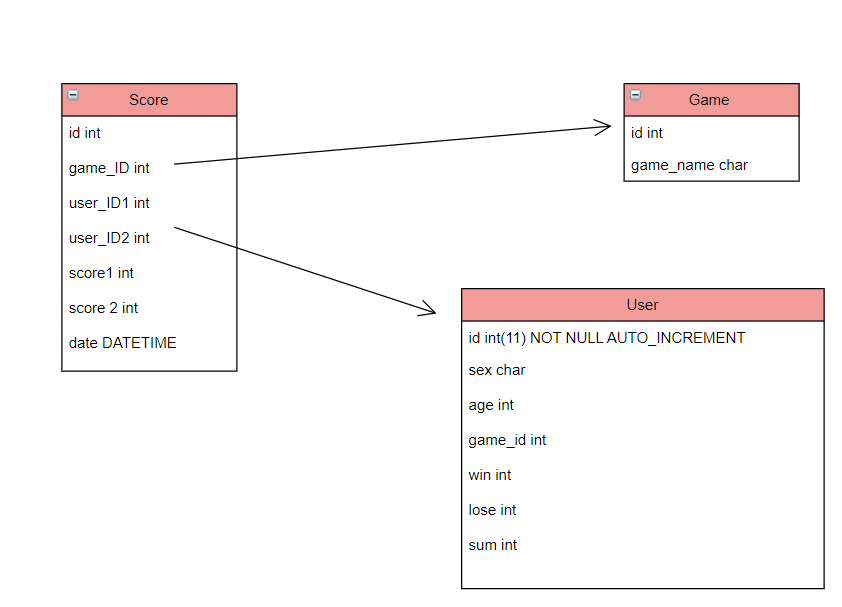 Score
id int
game_ID int
user_ID1 int
user_ID2 int
score1 int
score 2 int
date DATETIME
Game
id int
game_name char
User
id int(11) NOT NULL AUTO_INCREMENT
sex char
age int
game_id int
win int
lose int
sum int